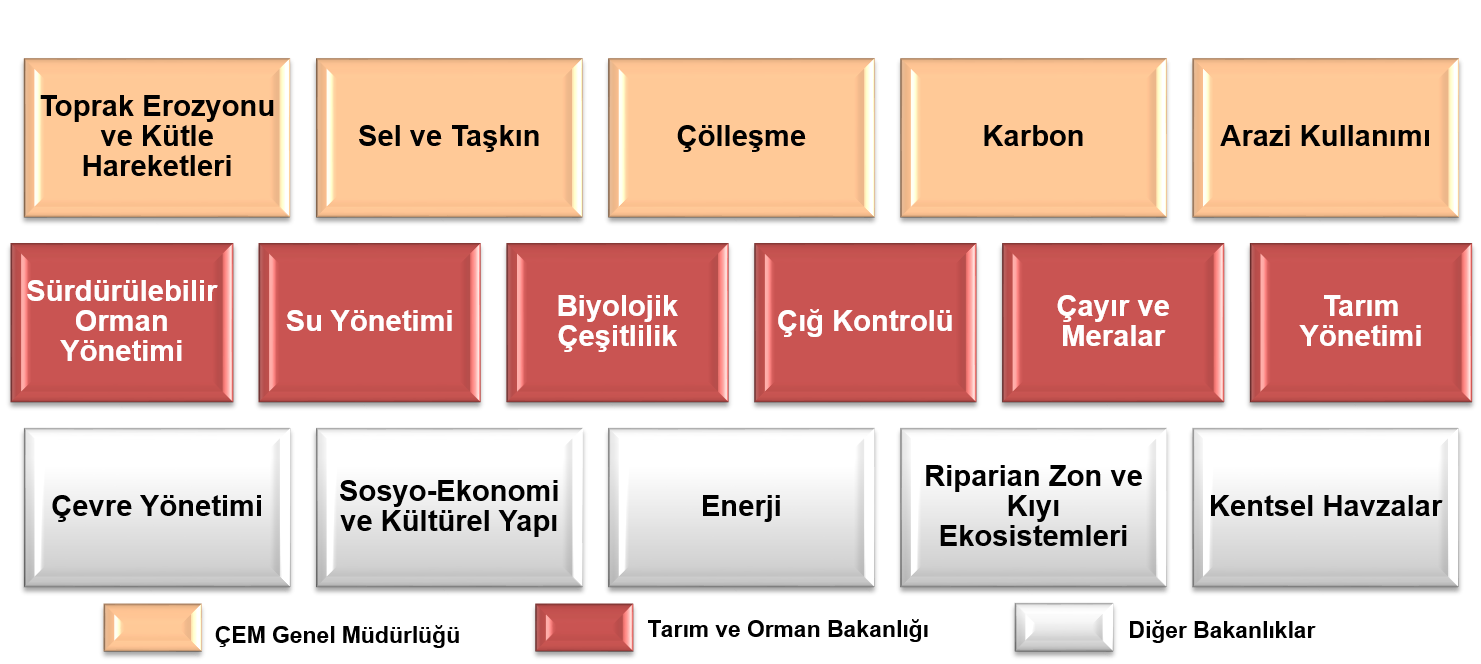 Toprak Erozyonu
ve Kütle
Hareketleri
Sel ve Taşkın
Çölleşme
Karbon
Arazi Kullanımı
Sürdürülebilir
Orman
Yönetimi
Su Yönetimi
Biyolojik
Çeşitlilik
Çığ Kontrolü
Çayır ve
Meralar
Tarım
Yönetimi
Çevre Yönetimi
Sosyo-Ekonomi
ve Kültürel Yapı
Enerji
Riparian Zon ve
Kıyı
Ekosistemleri
Kentsel Havzalar
ÇEM Genel Müdürlüğü
Tarım ve Orman Bakanlığı
Diğer Bakanlıklar